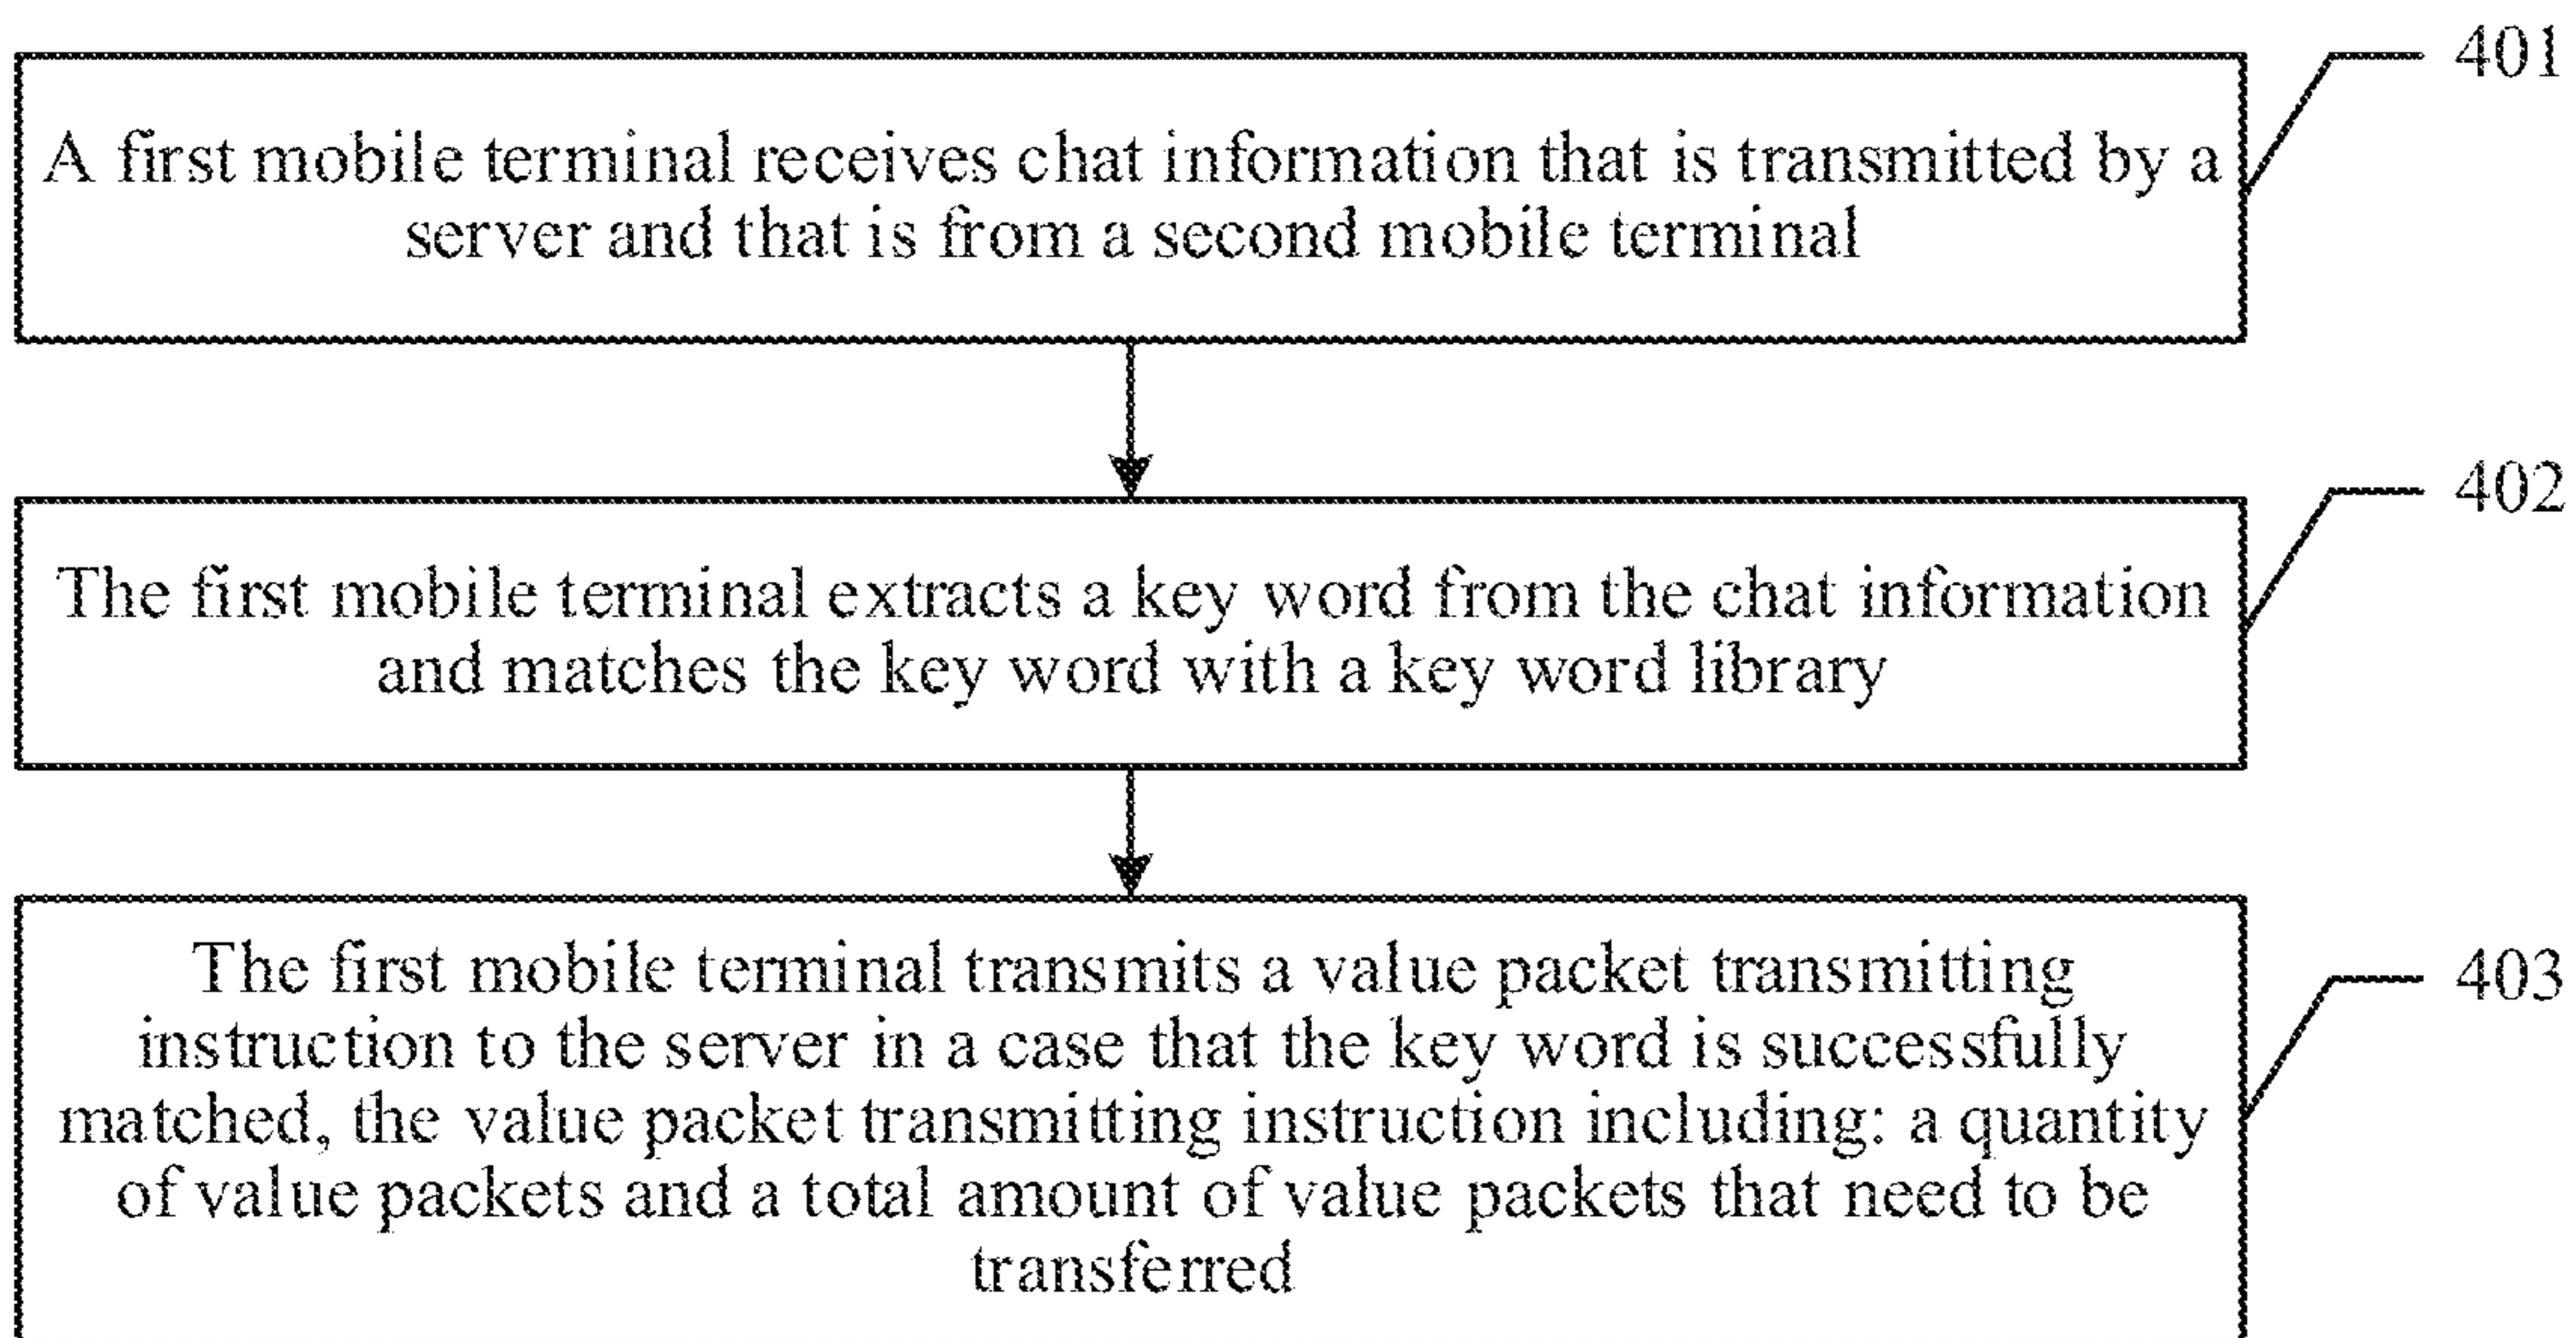 401
A first mobile terminal receives chat information that is transmitted by a
server and that is from a second mobile terminal
402
The first mobile terminal extracts a key word from the chat information
and matches the key word with a key word library
403
The first mobile terminal transmits a value packet transmitting
instruction to the server in a case that the key word is successfully
matched, the value packet transmitting instruction including: a quantity
of value packets and a total amount of value packets that need to be
transferred